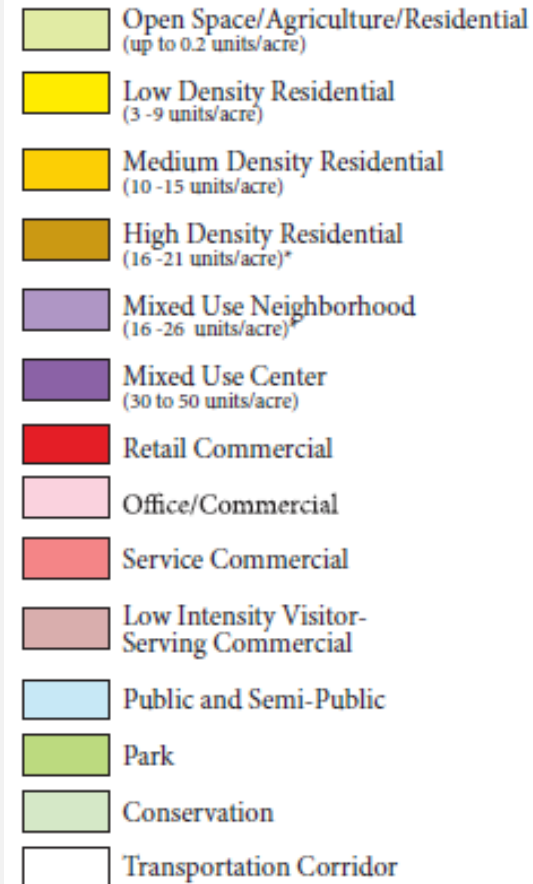 Open Space/Agriculture/Residential
(up to 0.2 units/acre)
Low Density Residential
(3 -9 units/acre)
Medium Density Residential
(10 -15 units/acre)
High Density Residential
(16 -21 units/acre)*
Mixed Use Neighborhood
(16 -26 units/acre)*
Mixed Use Center
(30 to 50 units/acre)
Retail Commercial
Office/Commercial
Service Commercial
Low Intensity Visitor-
Serving Commercial
Public and Semi-Public
Park
Conservation
Transportation Corridor